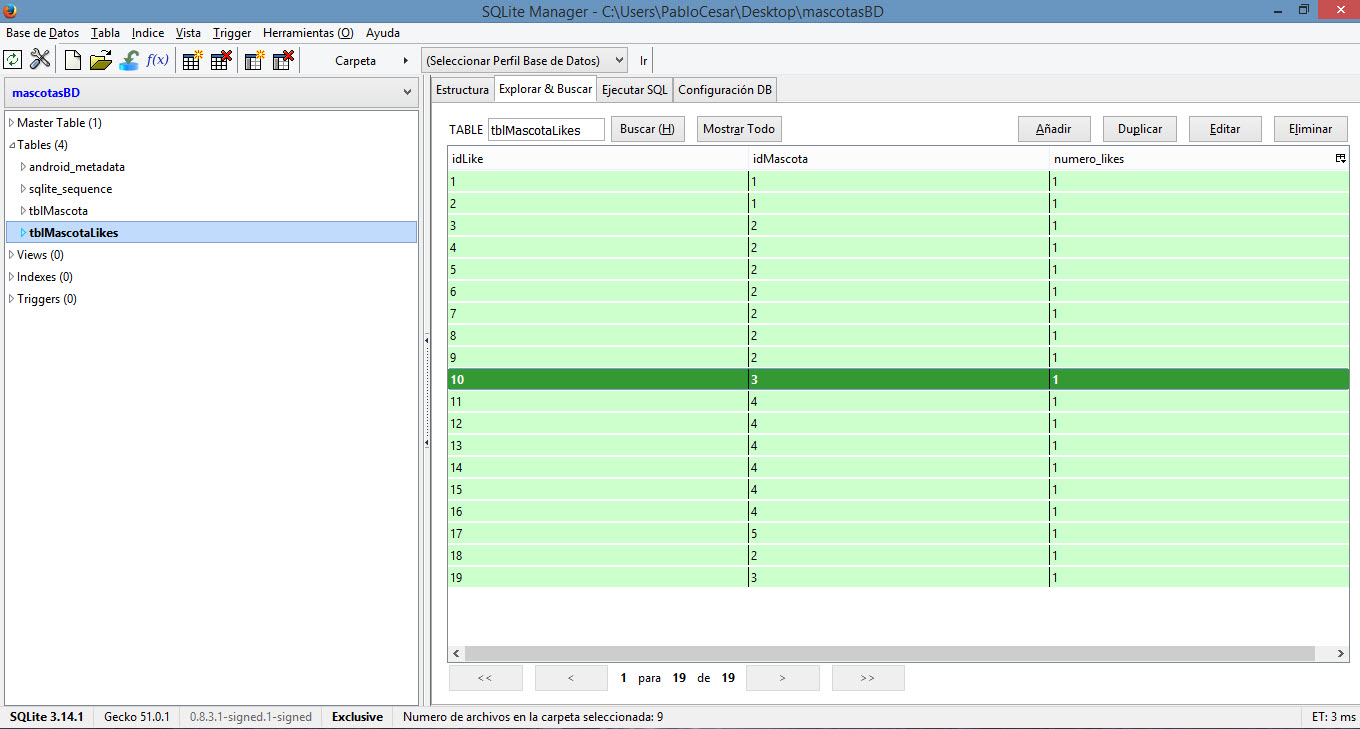 SQLite Manager - C:\Users\PabloCesar\Desktop\mascotasBD
Base de Datos Tabla Indice Vista Trigger Herramientas (O) Ayuda
f(x) Carpeta (Seleccionar Perfil Base de Datos) Ir
mascotasBD
Master Table (1)
Tables (4)
android_metadata
sqlite_sequence
tblMascota
tblMascotaLikes
Views (0)
Indexes (0)
Triggers (0)
Estructura Explorar & Buscar Ejecutar SQL Configuración DB
TABLE tblMascotaLikes Buscar (H) Mostrar Todo Añadir Duplicar Editar Eliminar
idLike idMascota numero_likes
1 1 1
2 1 1
3 2 1
4 2 1
5 2 1
6 2 1
7 2 1
8 2 1
9 2 1
10 3 1
11 4 1
12 4 1
13 4 1
14 4 1
15 4 1
16 4 1
17 5 1
18 2 1
19 3 1
<< < 1 para 19 de 19 > >>
SQLite 3.14.1 Gecko 51.0.1 0.8.3.1-signed.1-signed Exclusive Numero de archivos en la carpeta seleccionada: 9 ET: 3 ms